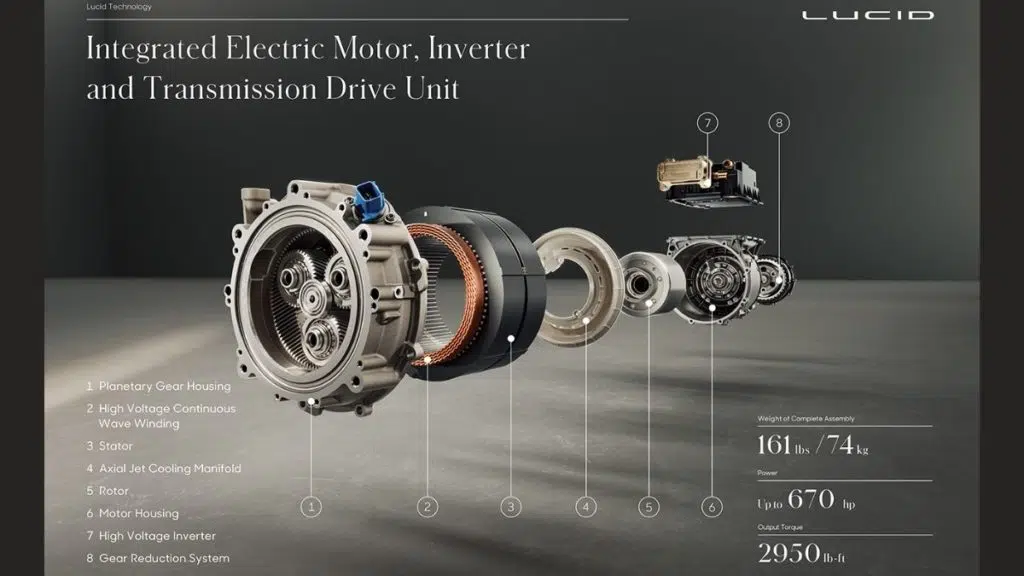 Lucid Technology
LUCID
Integrated Electric Motor, Inverter
and Transmission Drive Unit
7
8
1 Planetary Gear Housing
2 High Voltage Continuous
Wave Winding
3 Stator
4 Axial Jet Cooling Manifold
5 Rotor
6 Motor Housing
7 High Voltage Inverter
8 Gear Reduction System
1
2
3
4
5
6
Weight of Complete Assembly
161 lbs / 74 kg
Power
Up to 670 hp
Output Torque
2950 lb-ft